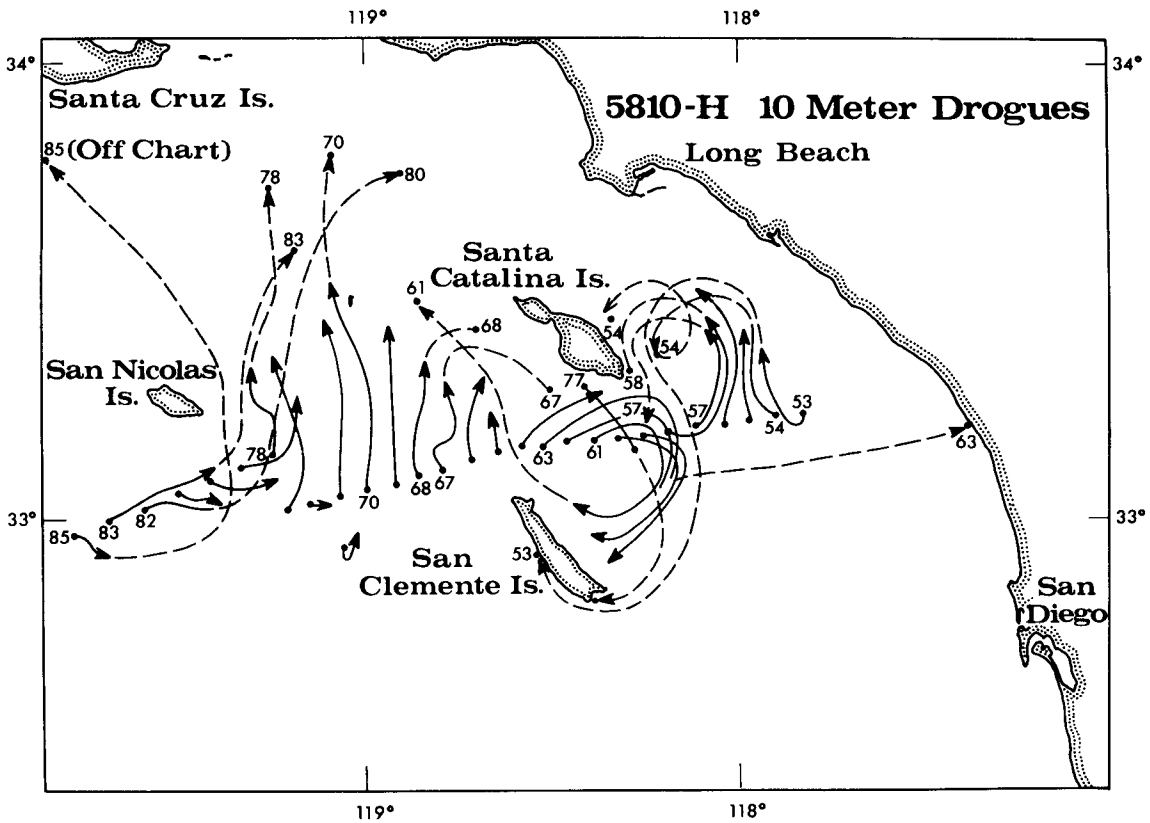 119° 118°
34° 34°
Santa Cruz Is.
5810-H 10 Meter Drogues
85 (Off Chart)
70
Long Beach
78
80
83
Santa
Catalina Is.
61
68
54
54
San Nicolas
Is.
58
77
67
57
57
53
54
63
63
61
78
68
67
70
83
82
85
33° 33°
53
San
Clemente Is.
San
Diego
119° 118°